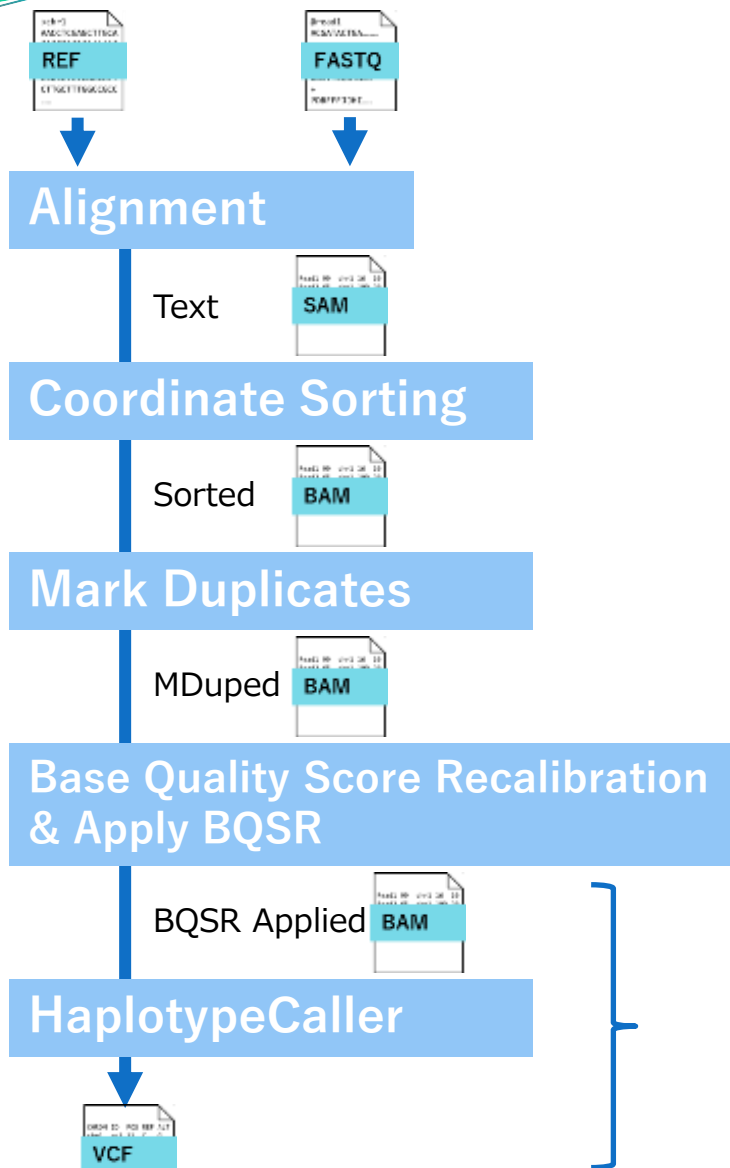 REF
CTTGCTTTGGCCGCC
...
FASTQ
+
Alignment
Text
SAM
Coordinate Sorting
Sorted
BAM
Mark Duplicates
MDuped
BAM
Base Quality Score Recalibration
& Apply BQSR
BQSR Applied
BAM
HaplotypeCaller
VCF